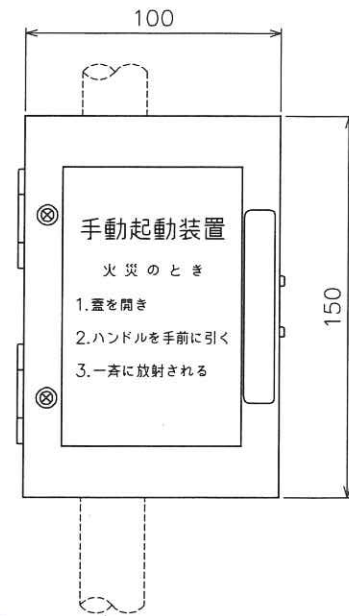 100
150
手動起動装置
火災のとき
1.蓋を開き
2.ハンドルを手前に引く
3.一斉に放射される